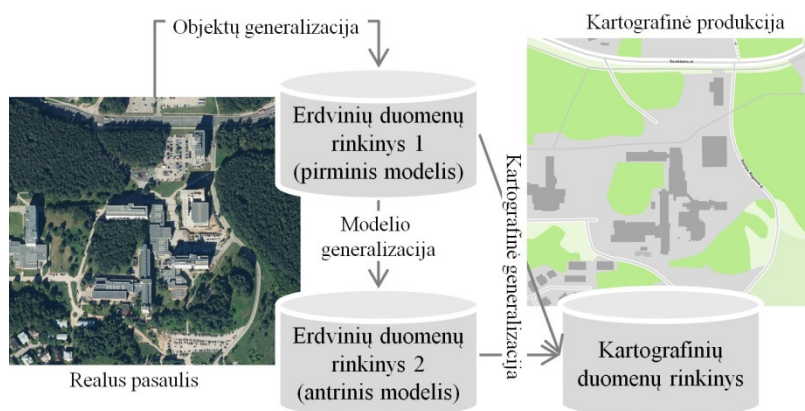 Objektų generalizacija
Kartografinė produkcija
Erdvinių duomenų
rinkinys 1
(pirminis modelis)
Modelio
generalizacija
Kartografinė generalizacija
Erdvinių duomenų
rinkinys 2
(antrinis modelis)
Kartografinių
duomenų rinkinys
Realus pasaulis